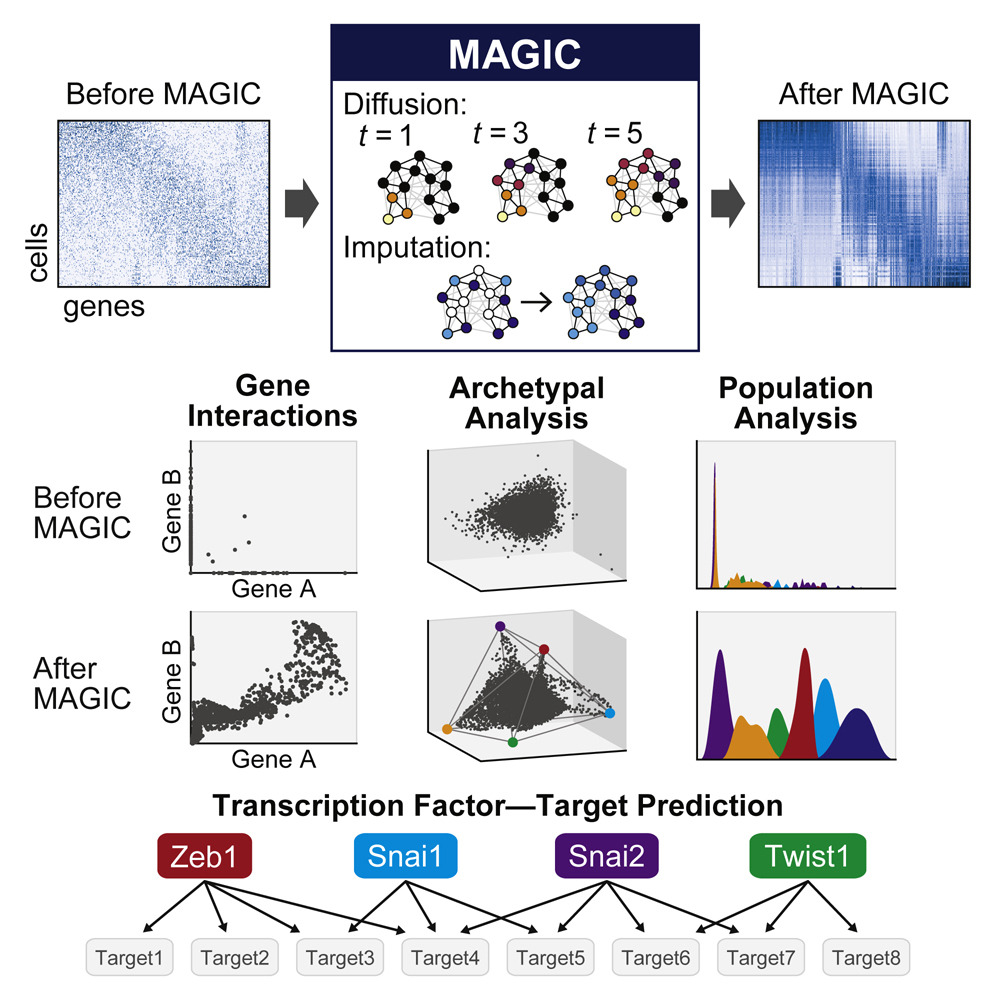 MAGIC
Before MAGIC
Diffusion:
t = 1
t = 3
t = 5
After MAGIC
cells
genes
Imputation:
Gene
Interactions
Archetypal
Analysis
Population
Analysis
Before
MAGIC
Gene B
Gene A
After
MAGIC
Gene B
Gene A
Transcription Factor—Target Prediction
Zeb1
Snai1
Snai2
Twist1
Target1
Target2
Target3
Target4
Target5
Target6
Target7
Target8